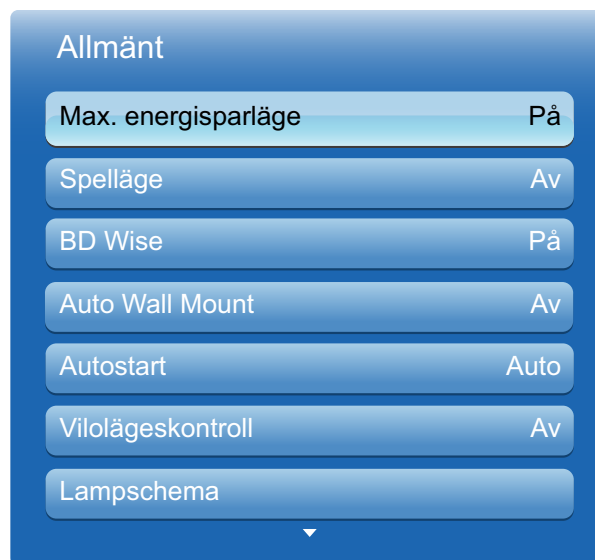 Allmänt
Max. energisparläge På
Spelläge Av
BD Wise På
Auto Wall Mount Av
Autostart Auto
Vilolägeskontroll Av
Lampschema